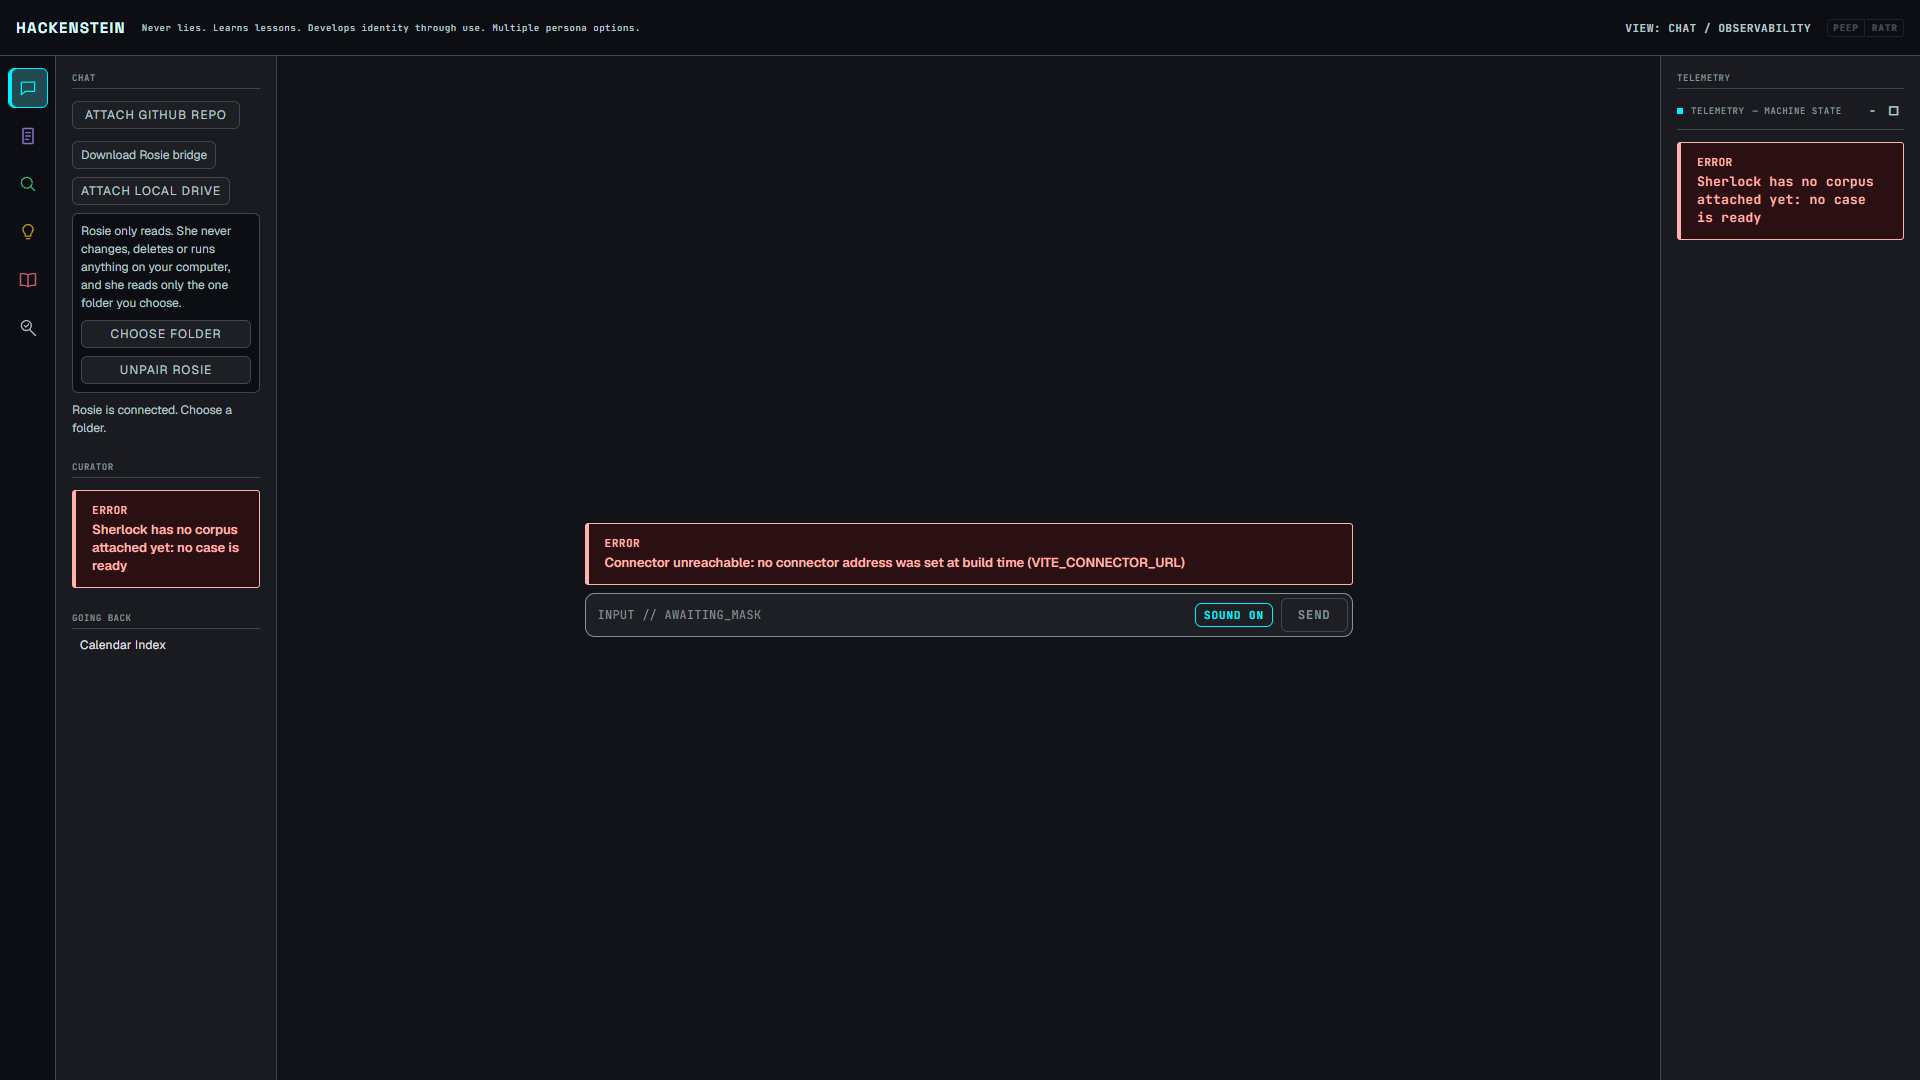 HACKENSTEIN
Never lies. Learns lessons. Develops identity through use. Multiple persona options.
VIEW: CHAT / OBSERVABILITY
PEEP
RATR
CHAT
ATTACH GITHUB REPO
Download Rosie bridge
ATTACH LOCAL DRIVE
Rosie only reads. She never
changes, deletes or runs
anything on your computer,
and she reads only the one
folder you choose.
CHOOSE FOLDER
UNPAIR ROSIE
Rosie is connected. Choose a
folder.
CURATOR
ERROR
Sherlock has no corpus
attached yet: no case is
ready
GOING BACK
Calendar Index
ERROR
Connector unreachable: no connector address was set at build time (VITE_CONNECTOR_URL)
INPUT // AWAITING_MASK
SOUND ON
SEND
TELEMETRY
TELEMETRY — MACHINE STATE
ERROR
Sherlock has no corpus
attached yet: no case
is ready